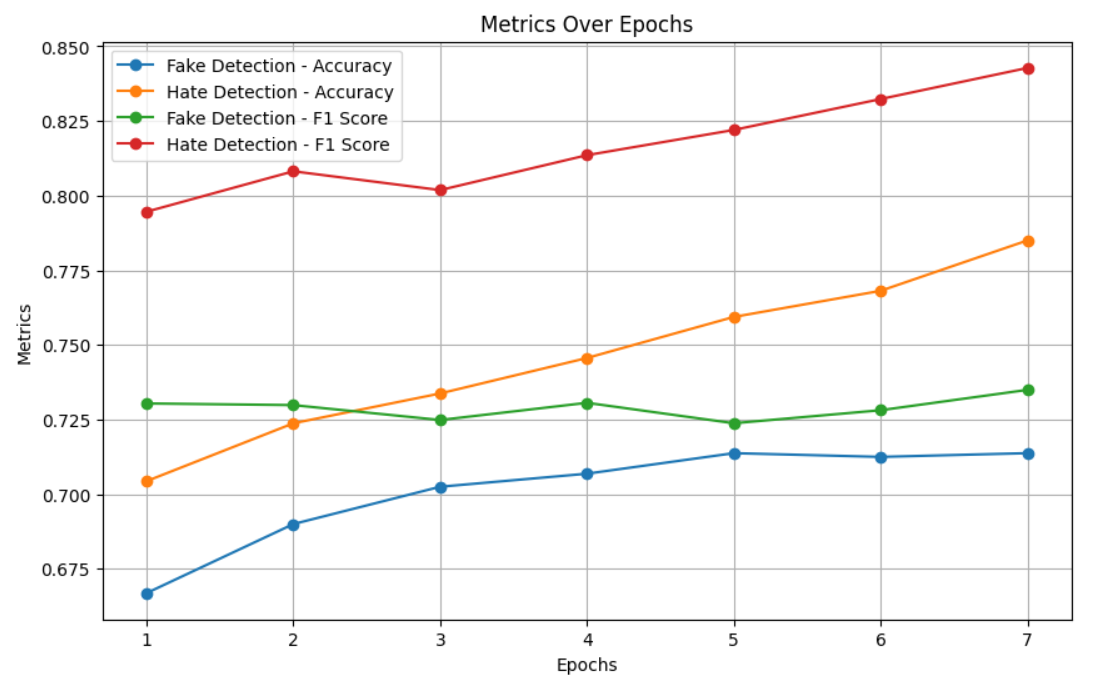 Metrics Over Epochs
0.850
0.825
0.800
0.775
0.750
0.725
0.700
0.675
Metrics
Fake Detection - Accuracy
Hate Detection - Accuracy
Fake Detection - F1 Score
Hate Detection - F1 Score
1 2 3 4 5 6 7
Epochs